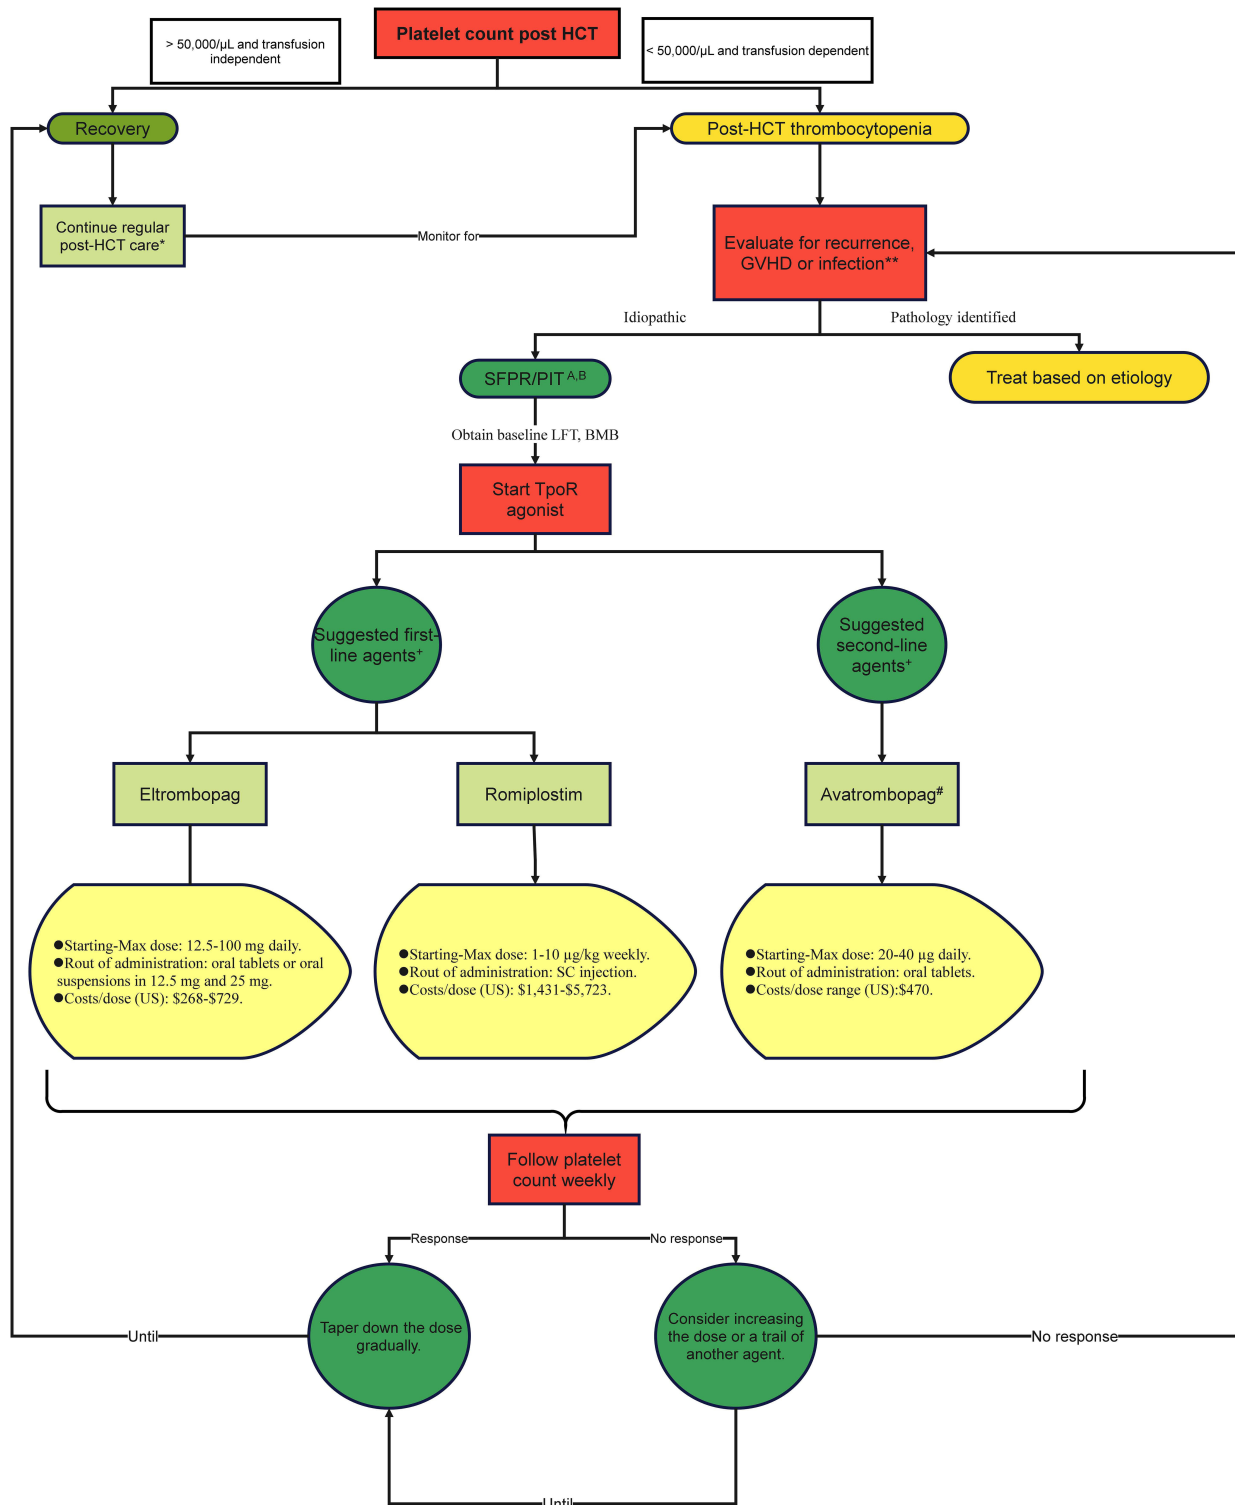 Platelet count post HCT
> 50,000/µL and transfusion
independent
< 50,000/µL and transfusion dependent
Recovery
Post-HCT thrombocytopenia
Continue regular
post-HCT care*
Monitor for
Evaluate for recurrence,
GVHD or infection**
Idiopathic
Pathology identified
SFPR/PIT A,B
Treat based on etiology
Obtain baseline LFT, BMB
Start TpoR
agonist
Suggested first-
line agents+
Suggested
second-line
agents+
Eltrombopag
Romiplostim
Avatrombopag#
●Starting-Max dose: 12.5-100 mg daily.
●Rout of administration: oral tablets or oral
suspensions in 12.5 mg and 25 mg.
●Costs/dose (US): $268-$729.
●Starting-Max dose: 1-10 µg/kg weekly.
●Rout of administration: SC injection.
●Costs/dose (US): $1,431-$5,723.
●Starting-Max dose: 20-40 µg daily.
●Rout of administration: oral tablets.
●Costs/dose range (US):$470.
Follow platelet
count weekly
Response
No response
Taper down the dose
gradually.
Consider increasing
the dose or a trail of
another agent.
Until
No response
Until